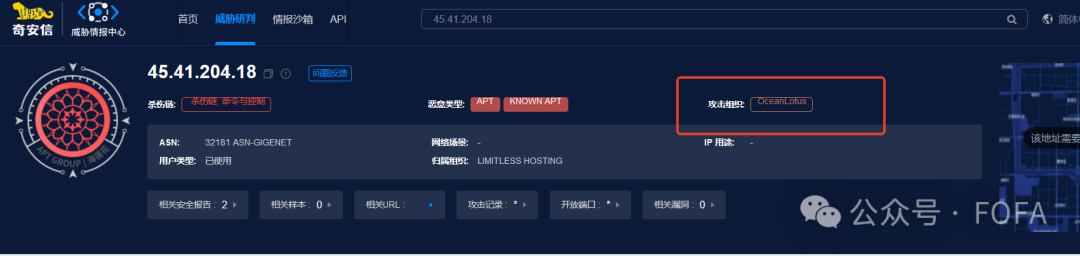 奇安信
威胁情报中心
首页 威胁研判 情报沙箱 API
45.41.204.18
简体
45.41.204.18 问题反馈
杀伤链: 杀伤链 命令与控制 恶意类型: APT KNOWN APT 攻击组织: OceanLotus
ASN: 32181 ASN-GIGENET 网络场景: - IP 用途: -
用户类型: 已使用 归属组织: LIMITLESS HOSTING
APT GROUP | 海莲花
该地址需要
相关安全报告: 2 相关样本: 0 相关URL: 攻击记录: * 开放端口: * 相关漏洞: 0
公众号 · FOFA